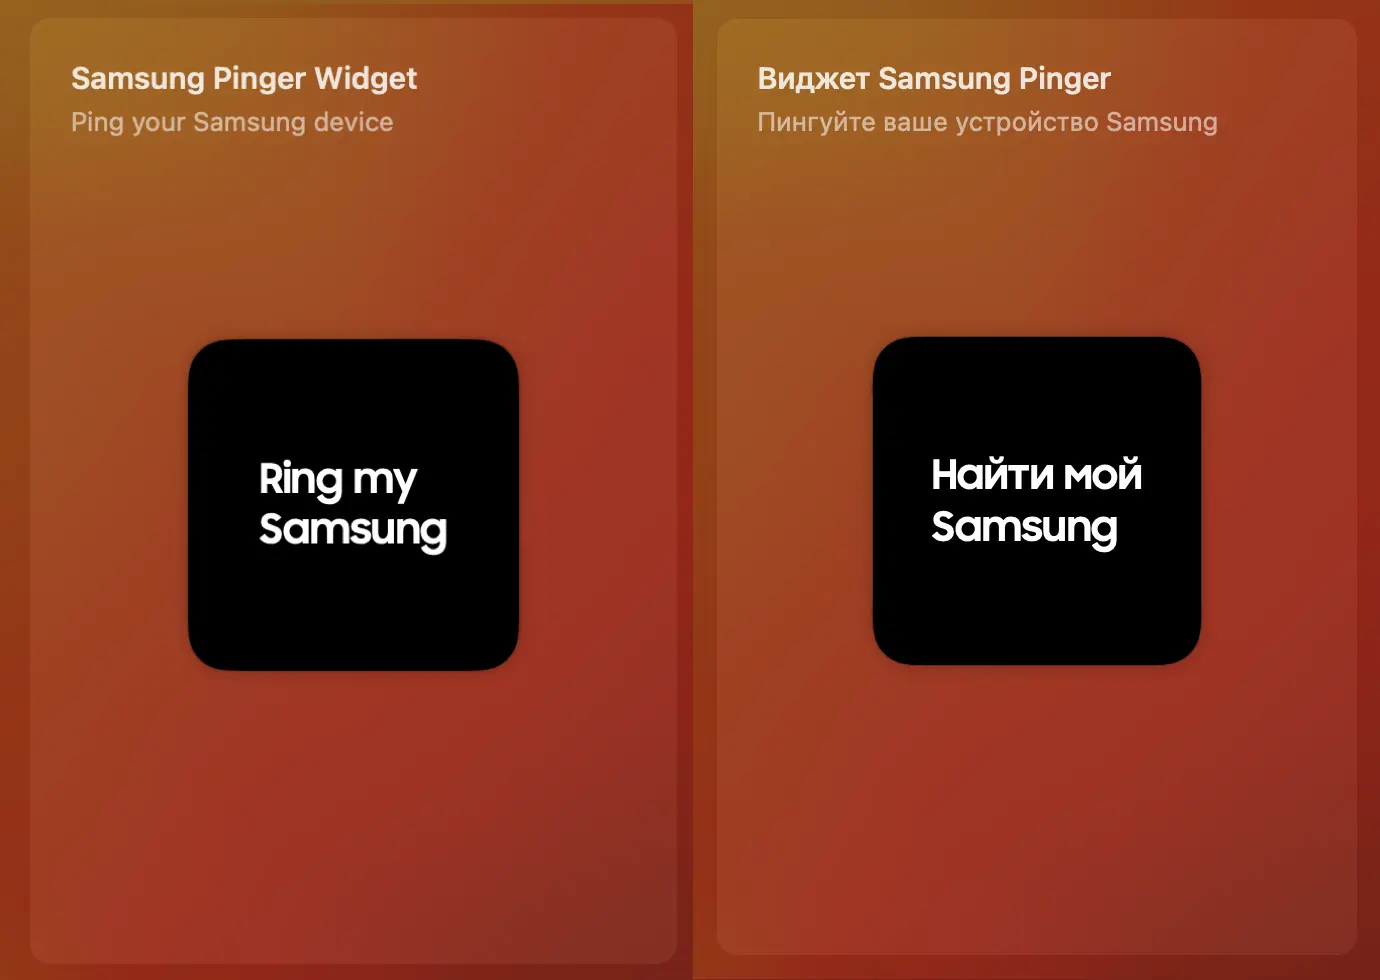 Samsung Pinger Widget
Ping your Samsung device
Ring my
Samsung
Виджет Samsung Pinger
Пингуйте ваше устройство Samsung
Найти мой
Samsung